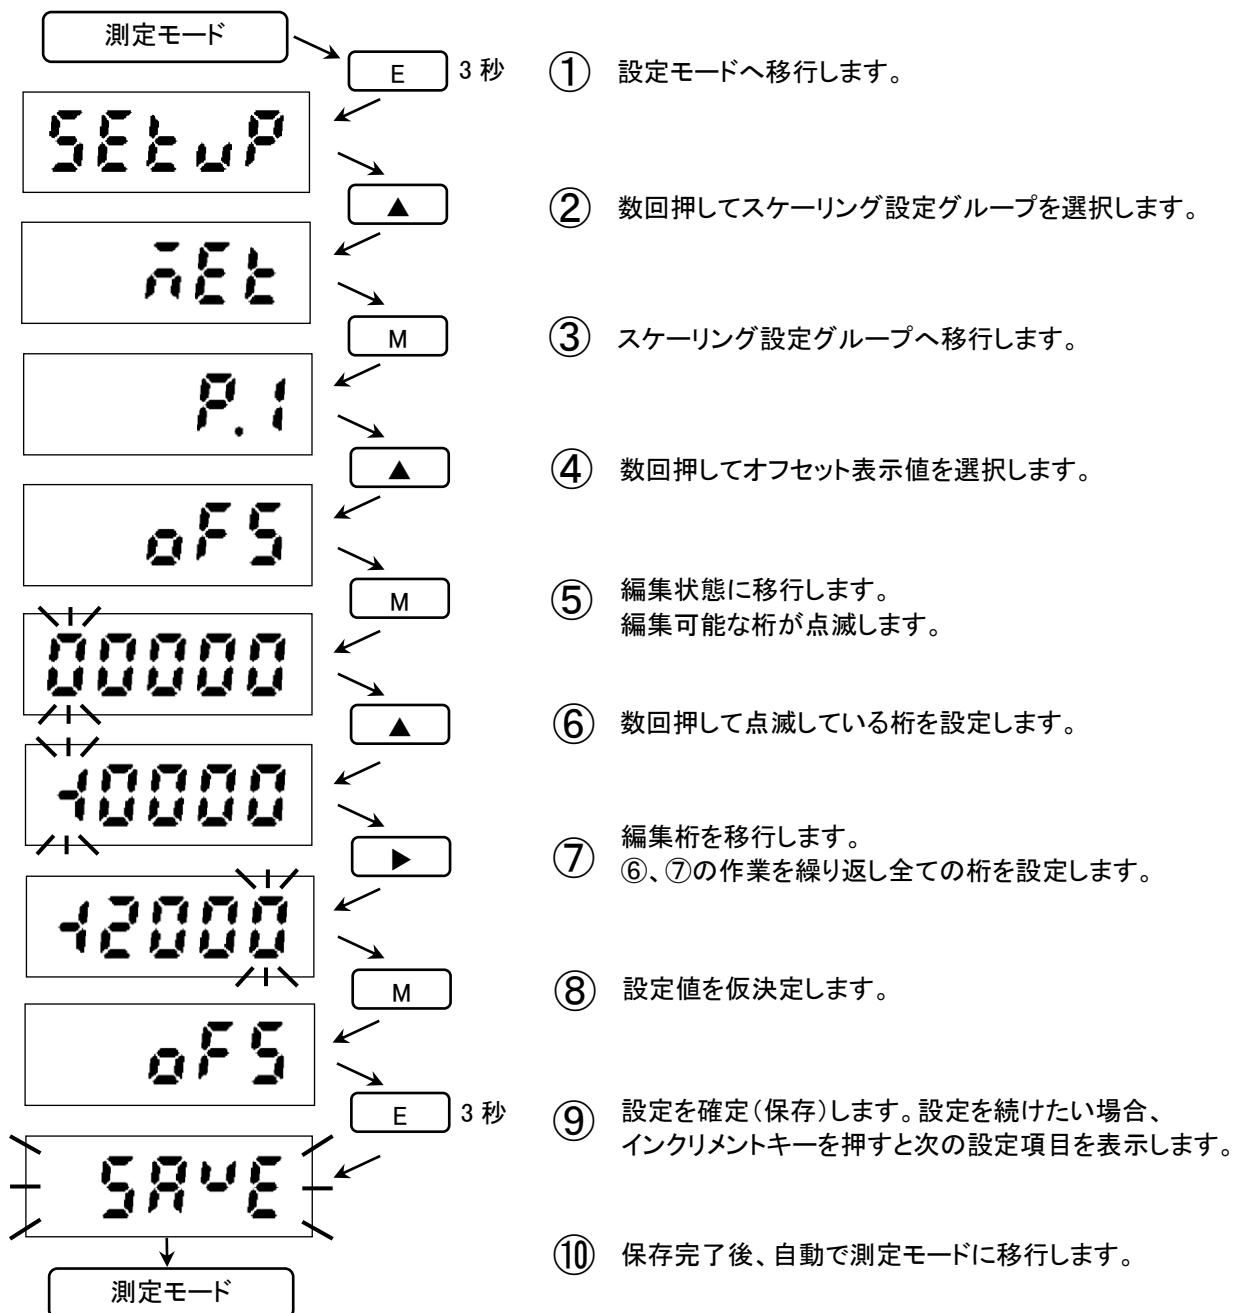 測定モード
E 3 秒 ① 設定モードへ移行します。
SEtuP
▲ ② 数回押してスケーリング設定グループを選択します。
mEt
M ③ スケーリング設定グループへ移行します。
P.1
▲ ④ 数回押してオフセット表示値を選択します。
oFS
M ⑤ 編集状態に移行します。
編集可能な桁が点滅します。
00000
▲ ⑥ 数回押して点滅している桁を設定します。
-10000
▶ ⑦ 編集桁を移行します。
⑥、⑦の作業を繰り返し全ての桁を設定します。
-12000
M ⑧ 設定値を仮決定します。
oFS
E 3 秒 ⑨ 設定を確定(保存)します。設定を続けたい場合、
インクリメントキーを押すと次の設定項目を表示します。
SAvE
⑩ 保存完了後、自動で測定モードに移行します。
測定モード